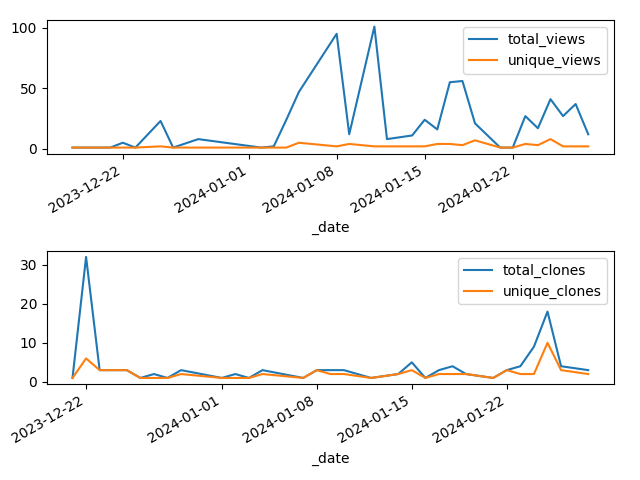 100
50
0
total_views
unique_views
2023-12-22
2024-01-01
2024-01-08
2024-01-15
2024-01-22
_date
30
20
10
0
total_clones
unique_clones
2023-12-22
2024-01-01
2024-01-08
2024-01-15
2024-01-22
_date